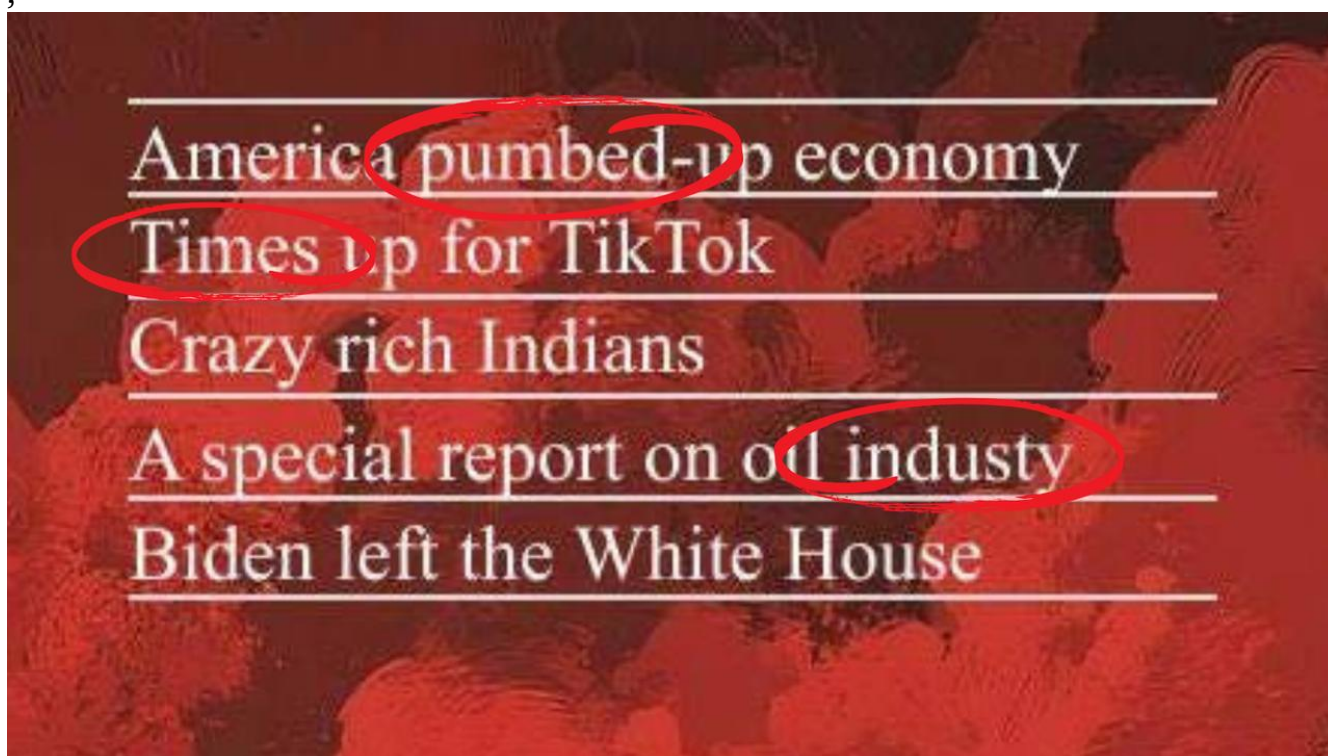 America pumbed-up economy
Times up for TikTok
Crazy rich Indians
A special report on oil industy
Biden left the White House